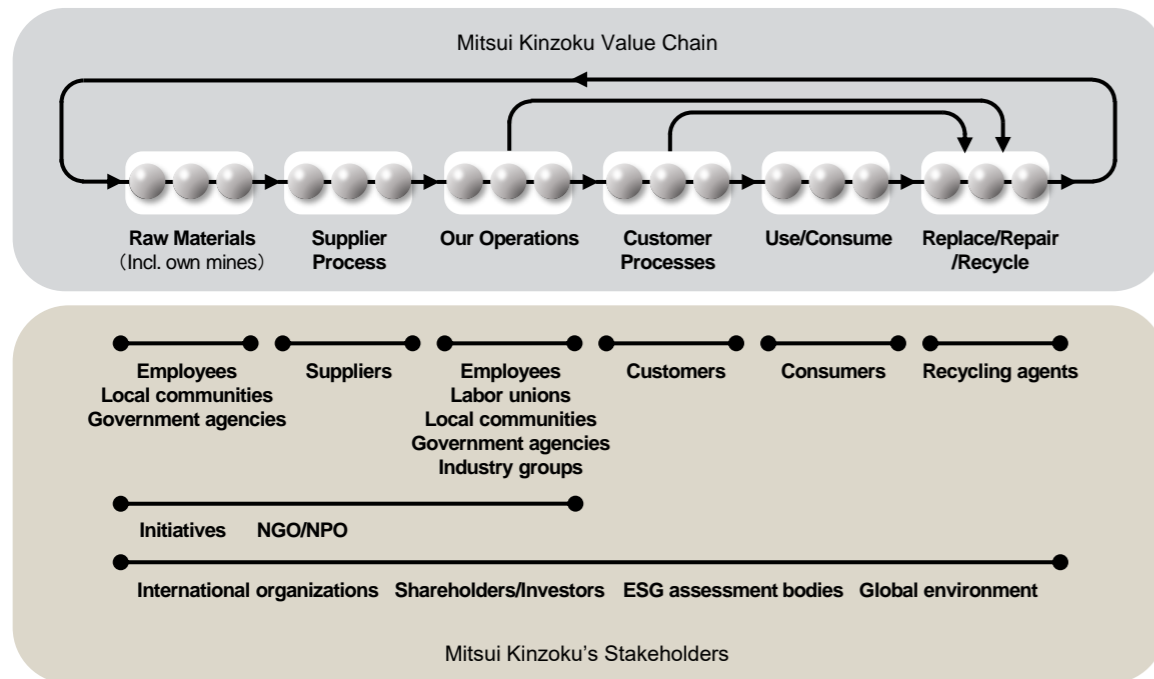 Mitsui Kinzoku Value Chain
Raw Materials
（Incl. own mines）
Supplier
Process
Our Operations
Customer
Processes
Use/Consume
Replace/Repair
/Recycle
Employees
Local communities
Government agencies
Suppliers
Employees
Labor unions
Local communities
Government agencies
Industry groups
Customers
Consumers
Recycling agents
Initiatives NGO/NPO
International organizations Shareholders/Investors ESG assessment bodies Global environment
Mitsui Kinzoku’s Stakeholders